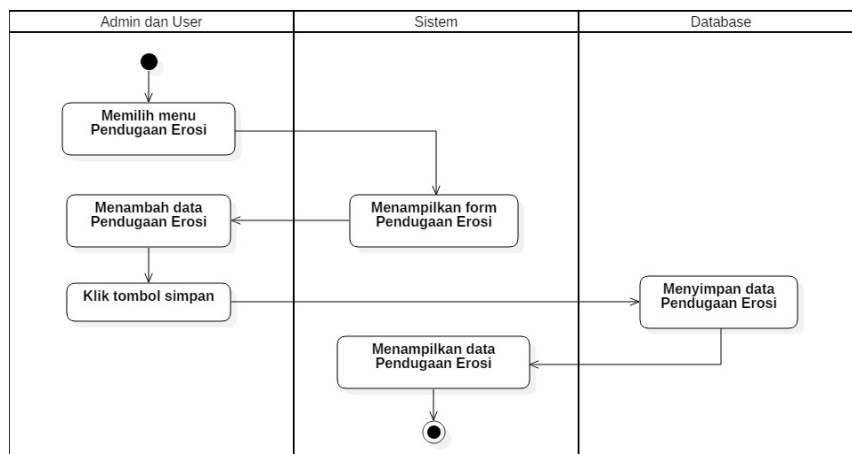 Admin dan User
Sistem
Database
Memilih menu
Pendugaan Erosi
Menambah data
Pendugaan Erosi
Menampilkan form
Pendugaan Erosi
Klik tombol simpan
Menyimpan data
Pendugaan Erosi
Menampilkan data
Pendugaan Erosi